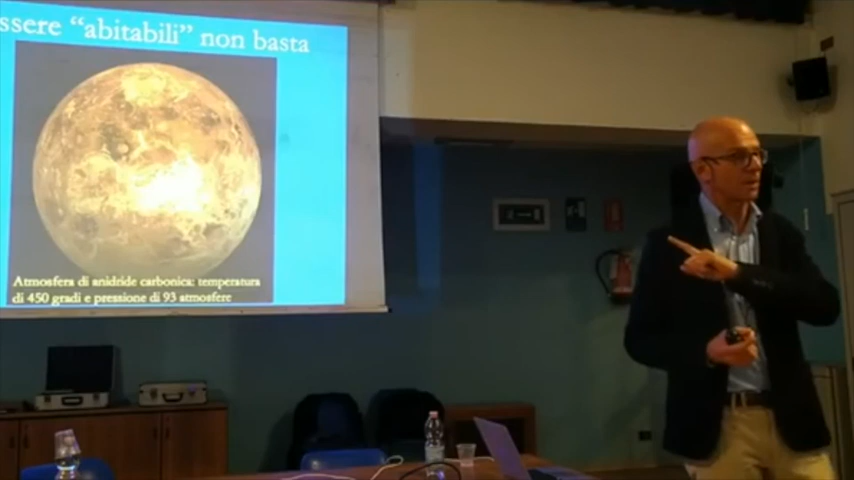 ssere “abitabili” non basta
Atmosfera di anidride carbonica: temperatura
di 450 gradi e pressione di 93 atmosfere